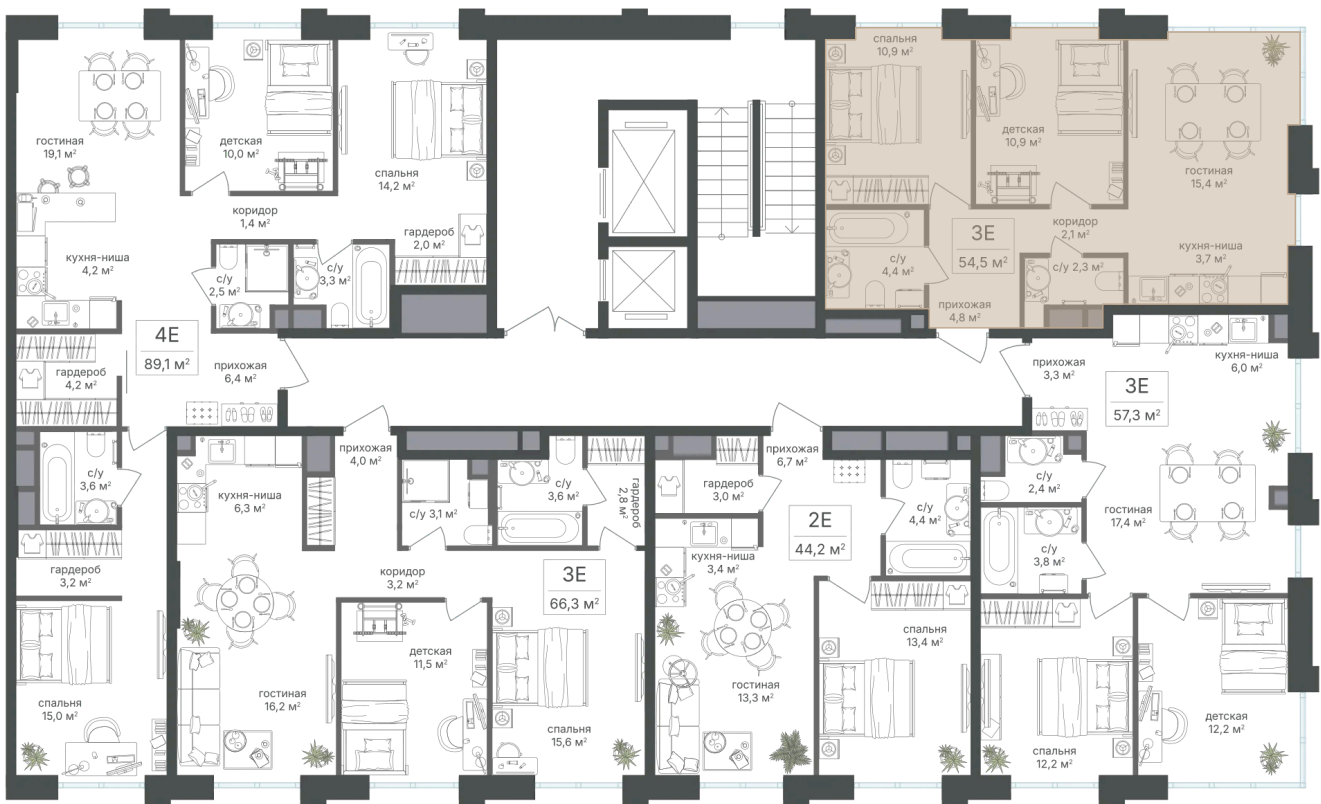 гостиная
19,1 м²
кухня-ниша
4,2 м²
детская
10,0 м²
спальня
14,2 м²
коридор
1,4 м²
гардероб
2,0 м²
с/у
2,5 м²
с/у
3,3 м²
4Е
89,1 м²
прихожая
6,4 м²
гардероб
4,2 м²
с/у
3,6 м²
гардероб
3,2 м²
спальня
15,0 м²
спальня
10,9 м²
детская
10,9 м²
гостиная
15,4 м²
коридор
2,1 м²
3Е
54,5 м²
кухня-ниша
3,7 м²
с/у
4,4 м²
с/у 2,3 м²
прихожая
4,8 м²
кухня-ниша
6,3 м²
прихожая
4,0 м²
с/у 3,1 м²
с/у
3,6 м²
гардероб
2,8 м²
коридор
3,2 м²
3Е
66,3 м²
гостиная
16,2 м²
детская
11,5 м²
спальня
15,6 м²
прихожая
6,7 м²
гардероб
3,0 м²
кухня-ниша
3,4 м²
2Е
44,2 м²
с/у
4,4 м²
гостиная
13,3 м²
спальня
13,4 м²
прихожая
3,3 м²
кухня-ниша
6,0 м²
3Е
57,3 м²
с/у
2,4 м²
гостиная
17,4 м²
с/у
3,8 м²
спальня
12,2 м²
детская
12,2 м²